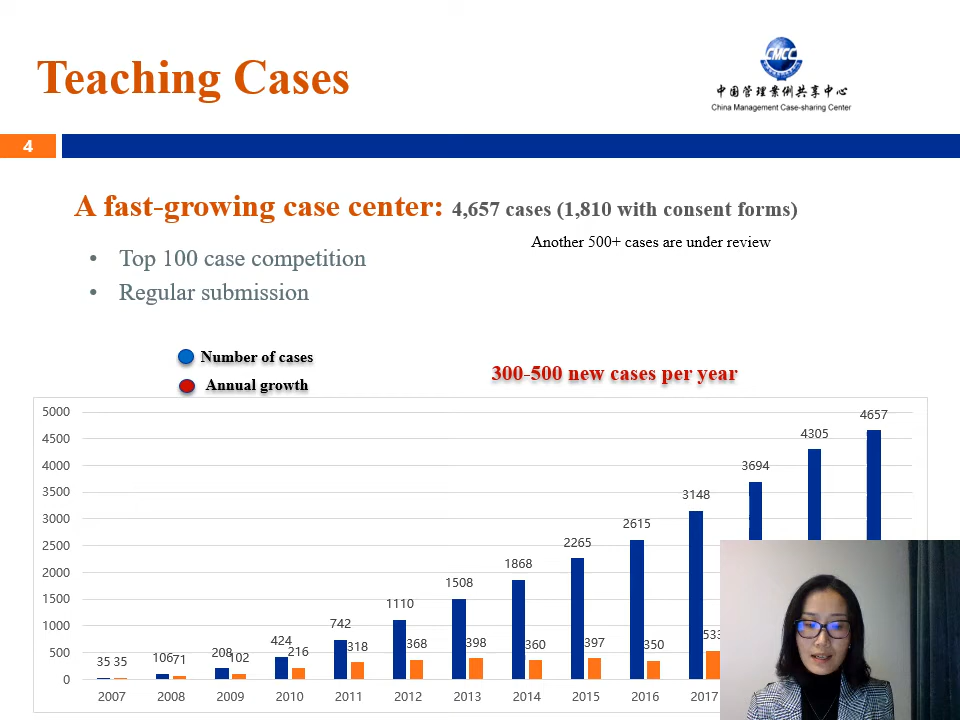 Teaching Cases
CMCC
中国管理案例共享中心
China Management Case-sharing Center
4
A fast-growing case center: 4,657 cases (1,810 with consent forms)
Another 500+ cases are under review
• Top 100 case competition
• Regular submission
Number of cases
Annual growth
300-500 new cases per year
5000
4500
4000
3500
3000
2500
2000
1500
1000
500
0
35 35
106 71
208 102
424 216
742 318
1110 368
1508 398
1868 360
2265 397
2615 350
3148 533
3694
4305
4657
2007 2008 2009 2010 2011 2012 2013 2014 2015 2016 2017